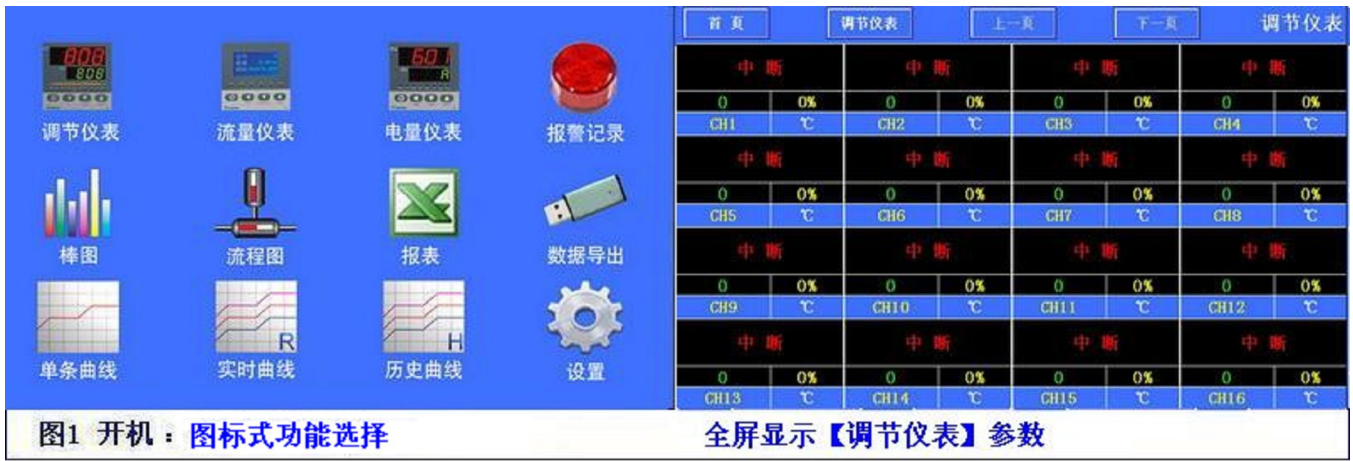 调节仪表 流量仪表 电量仪表 报警记录
棒图 流程图 报表 数据导出
R H
单条曲线 实时曲线 历史曲线 设置
首页 调节仪表 上一页 下一页 调节仪表
中断 中断 中断 中断
0 0% 0 0% 0 0% 0 0%
CH1 ℃ CH2 ℃ CH3 ℃ CH4 ℃
中断 中断 中断 中断
0 0% 0 0% 0 0% 0 0%
CH5 ℃ CH6 ℃ CH7 ℃ CH8 ℃
中断 中断 中断 中断
0 0% 0 0% 0 0% 0 0%
CH9 ℃ CH10 ℃ CH11 ℃ CH12 ℃
中断 中断 中断 中断
0 0% 0 0% 0 0% 0 0%
CH13 ℃ CH14 ℃ CH15 ℃ CH16 ℃
图1 开机:图标式功能选择
全屏显示【调节仪表】参数